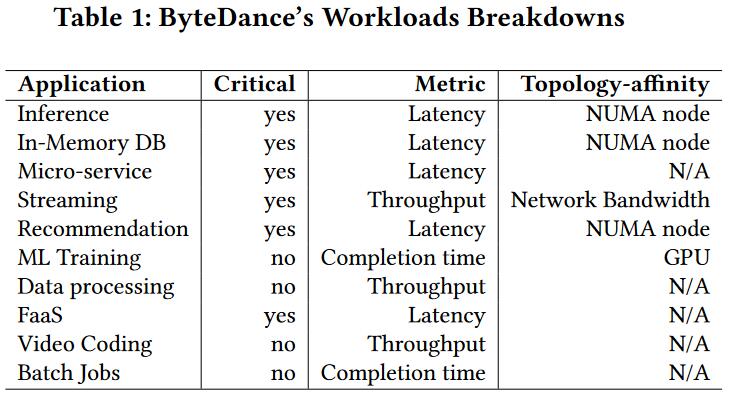 Table 1: ByteDance's Workloads Breakdowns
Application Critical Metric Topology-affinity
Inference yes Latency NUMA node
In-Memory DB yes Latency NUMA node
Micro-service yes Latency N/A
Streaming yes Throughput Network Bandwidth
Recommendation yes Latency NUMA node
ML Training no Completion time GPU
Data processing no Throughput N/A
FaaS yes Latency N/A
Video Coding no Throughput N/A
Batch Jobs no Completion time N/A